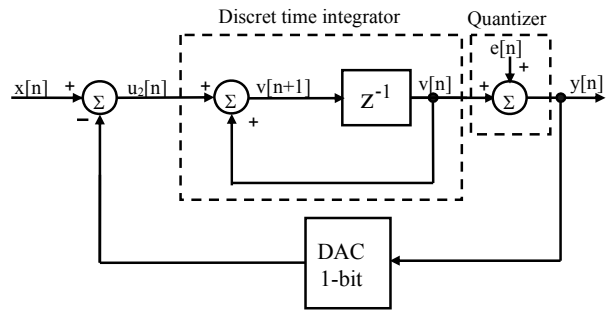 Discret time integrator
Quantizer
e[n]
+
x[n]
+
Σ
−
u₂[n]
+
Σ
+
v[n+1]
z⁻¹
v[n]
+
Σ
y[n]
DAC
1-bit